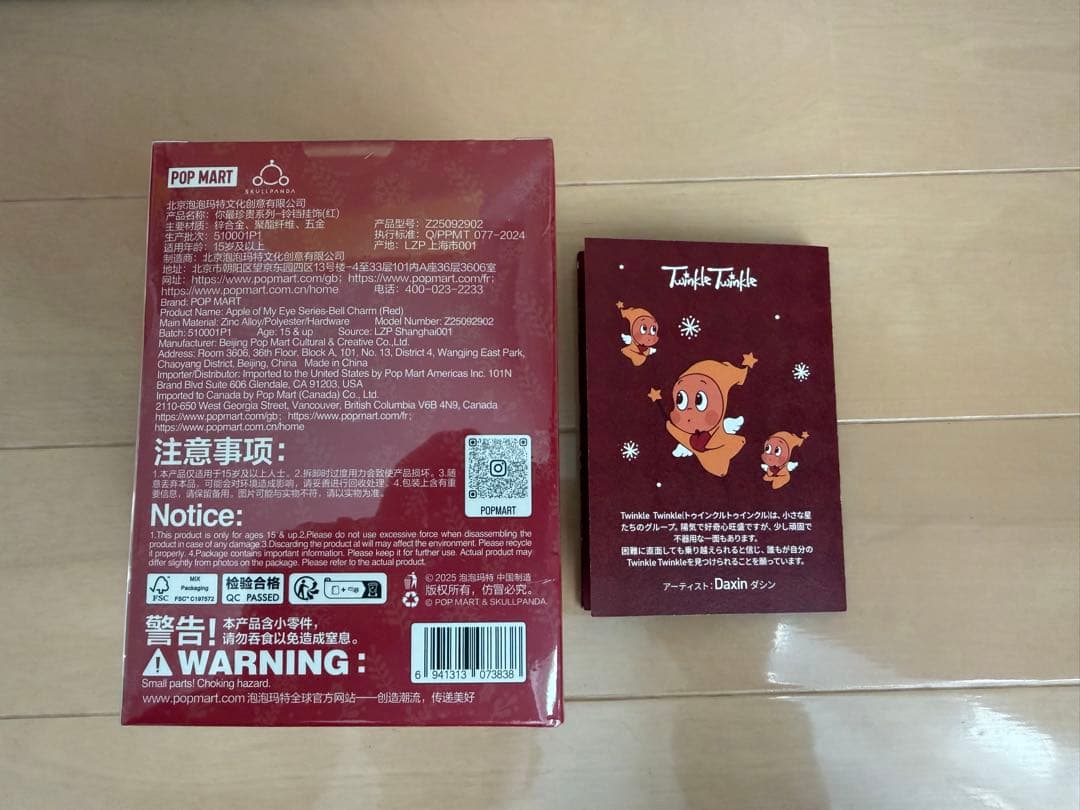 POP MART
SKULLPANDA
北京泡泡玛特文化创意有限公司
产品名称：你最珍贵系列-铃铛挂饰(红)
主要材质：锌合金、聚酯纤维、五金 产品型号：Z25092902
生产批次：510001P1 执行标准：Q/PPMT 077-2024
适用年龄：15岁及以上 产地：LZP 上海市001
制造商：北京泡泡玛特文化创意有限公司
地址：北京市朝阳区望京东园四区13号楼-4至33层101内A座36层3606室
网址：https://www.popmart.com/gb；https://www.popmart.com/fr；
https://www.popmart.com.cn/home 电话：400-023-2233
Brand: POP MART
Product Name: Apple of My Eye Series-Bell Charm (Red)
Main Material: Zinc Alloy/Polyester/Hardware Model Number: Z25092902
Batch: 510001P1 Age: 15 & up Source: LZP Shanghai001
Manufacturer: Beijing Pop Mart Cultural & Creative Co.,Ltd.
Address: Room 3606, 36th Floor, Block A, 101, No. 13, District 4, Wangjing East Park,
Chaoyang District, Beijing, China Made in China
Importer/Distributor: Imported to the United States by Pop Mart Americas Inc. 101N
Brand Blvd Suite 606 Glendale, CA 91203, USA
Imported to Canada by Pop Mart (Canada) Co., Ltd.
2110-650 West Georgia Street, Vancouver, British Columbia V6B 4N9, Canada
https://www.popmart.com/gb；https://www.popmart.com/fr；
https://www.popmart.com.cn/home
注意事项：
1.本产品仅适用于15岁及以上人士。2.拆卸时过度用力会致使产品损坏。3.随
意丢弃本品，可能会对环境造成影响，请妥善进行回收处理。4.包装上含有重
要信息，请保留备用。图片可能与实物不符，请以实物为准。
POPMART
Notice:
1.This product is only for ages 15 & up.2.Please do not use excessive force when disassembling the
product in case of any damage.3.Discarding the product at will may affect the environment. Please recycle
it properly. 4.Package contains important information. Please keep it for further use. Actual product may
differ slightly from photos on the package. Please refer to the actual product.
FSC
MIX
Packaging
FSC® C197572
检验合格
QC PASSED
© 2025 泡泡玛特 中国制造
版权所有，仿冒必究。
© POP MART & SKULLPANDA.
警告！本产品含小零件，
请勿吞食以免造成窒息。
WARNING：
Small parts! Choking hazard.
www.popmart.com 泡泡玛特全球官方网站——创造潮流，传递美好
6 941313 073838
Twinkle Twinkle
Twinkle Twinkle(トゥインクルトゥインクル)は、小さな星
たちのグループ。陽気で好奇心旺盛ですが、少し頑固で
不器用な一面もあります。
困難に直面しても乗り越えられると信じ、誰もが自分の
Twinkle Twinkleを見つけられることを願っています。
アーティスト：Daxin ダシン